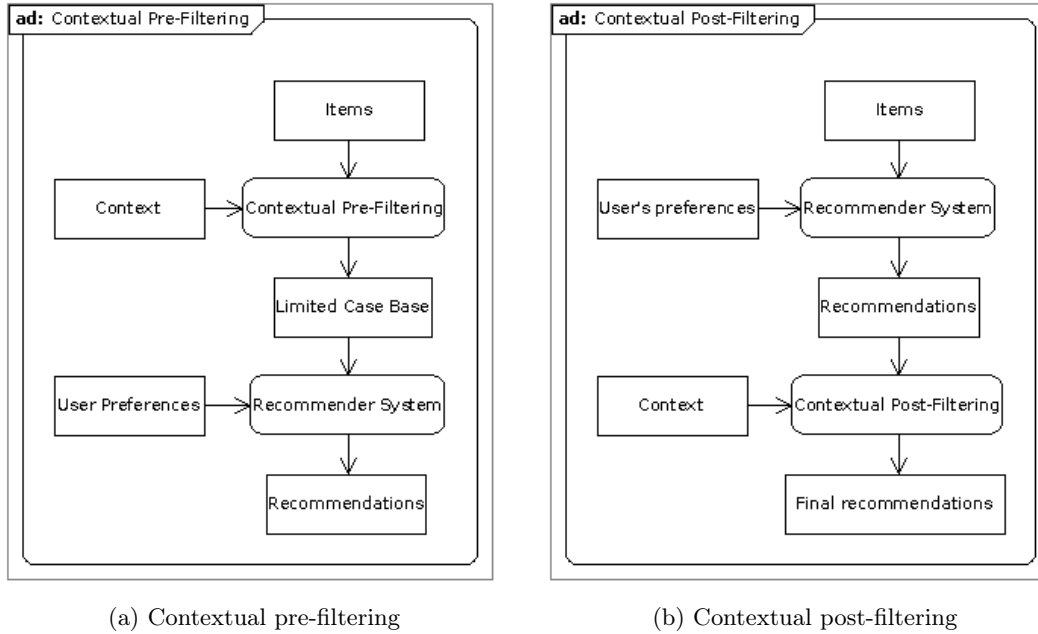 ad: Contextual Pre-Filtering
Items
Context
Contextual Pre-Filtering
Limited Case Base
User Preferences
Recommender System
Recommendations
(a) Contextual pre-filtering
ad: Contextual Post-Filtering
Items
User's preferences
Recommender System
Recommendations
Context
Contextual Post-Filtering
Final recommendations
(b) Contextual post-filtering